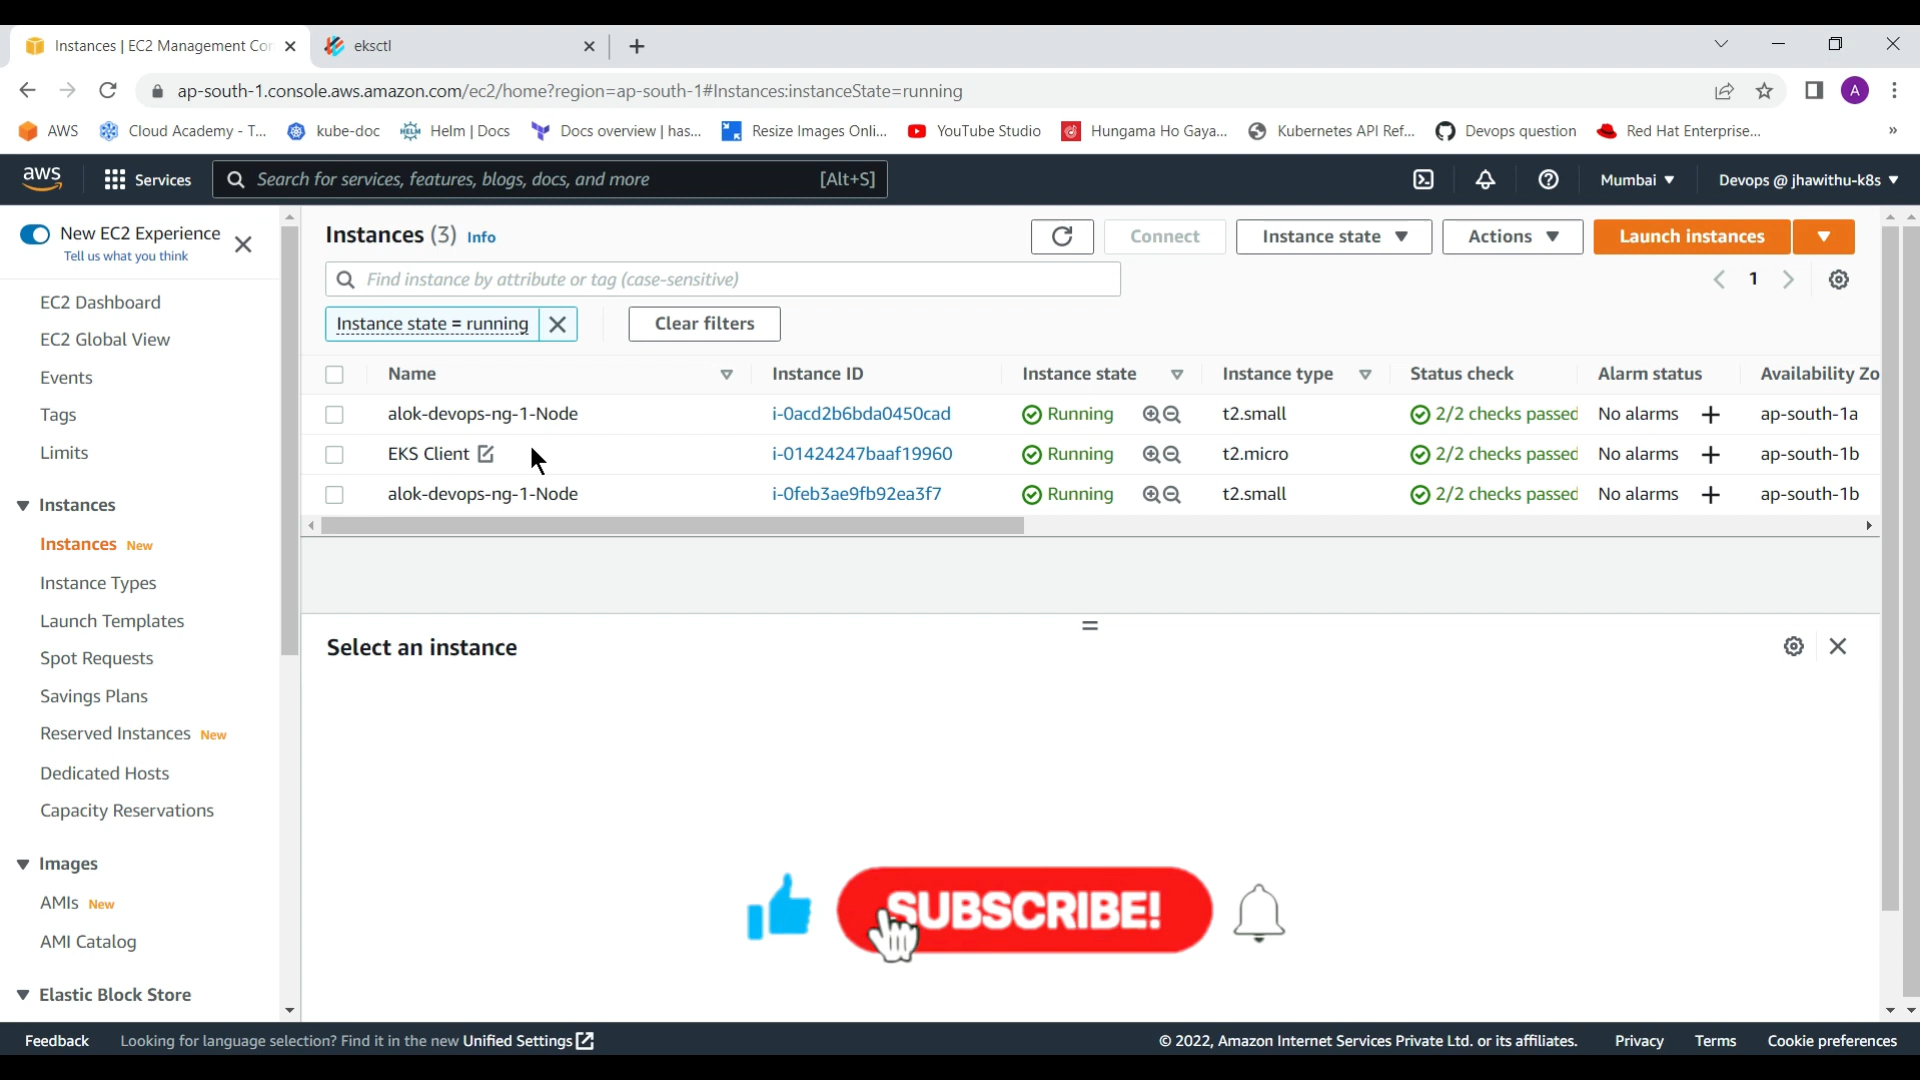 Instances | EC2 Management Con
eksctl
ap-south-1.console.aws.amazon.com/ec2/home?region=ap-south-1#Instances:instanceState=running
AWS Cloud Academy - T... kube-doc Helm | Docs Docs overview | has... Resize Images Onli... YouTube Studio Hungama Ho Gaya... Kubernetes API Ref... Devops question Red Hat Enterprise... »
aws Services Search for services, features, blogs, docs, and more [Alt+S] Mumbai Devops @ jhawithu-k8s
New EC2 Experience
Tell us what you think
EC2 Dashboard
EC2 Global View
Events
Tags
Limits
Instances
Instances New
Instance Types
Launch Templates
Spot Requests
Savings Plans
Reserved Instances New
Dedicated Hosts
Capacity Reservations
Images
AMIs New
AMI Catalog
Elastic Block Store
Instances (3) Info
Connect Instance state Actions Launch instances
Find instance by attribute or tag (case-sensitive)
1
Instance state = running
Clear filters
Name Instance ID Instance state Instance type Status check Alarm status Availability Zo
alok-devops-ng-1-Node i-0acd2b6bda0450cad Running t2.small 2/2 checks passed No alarms + ap-south-1a
EKS Client i-01424247baaf19960 Running t2.micro 2/2 checks passed No alarms + ap-south-1b
alok-devops-ng-1-Node i-0feb3ae9fb92ea3f7 Running t2.small 2/2 checks passed No alarms + ap-south-1b
Select an instance
SUBSCRIBE!
Feedback Looking for language selection? Find it in the new Unified Settings © 2022, Amazon Internet Services Private Ltd. or its affiliates. Privacy Terms Cookie preferences